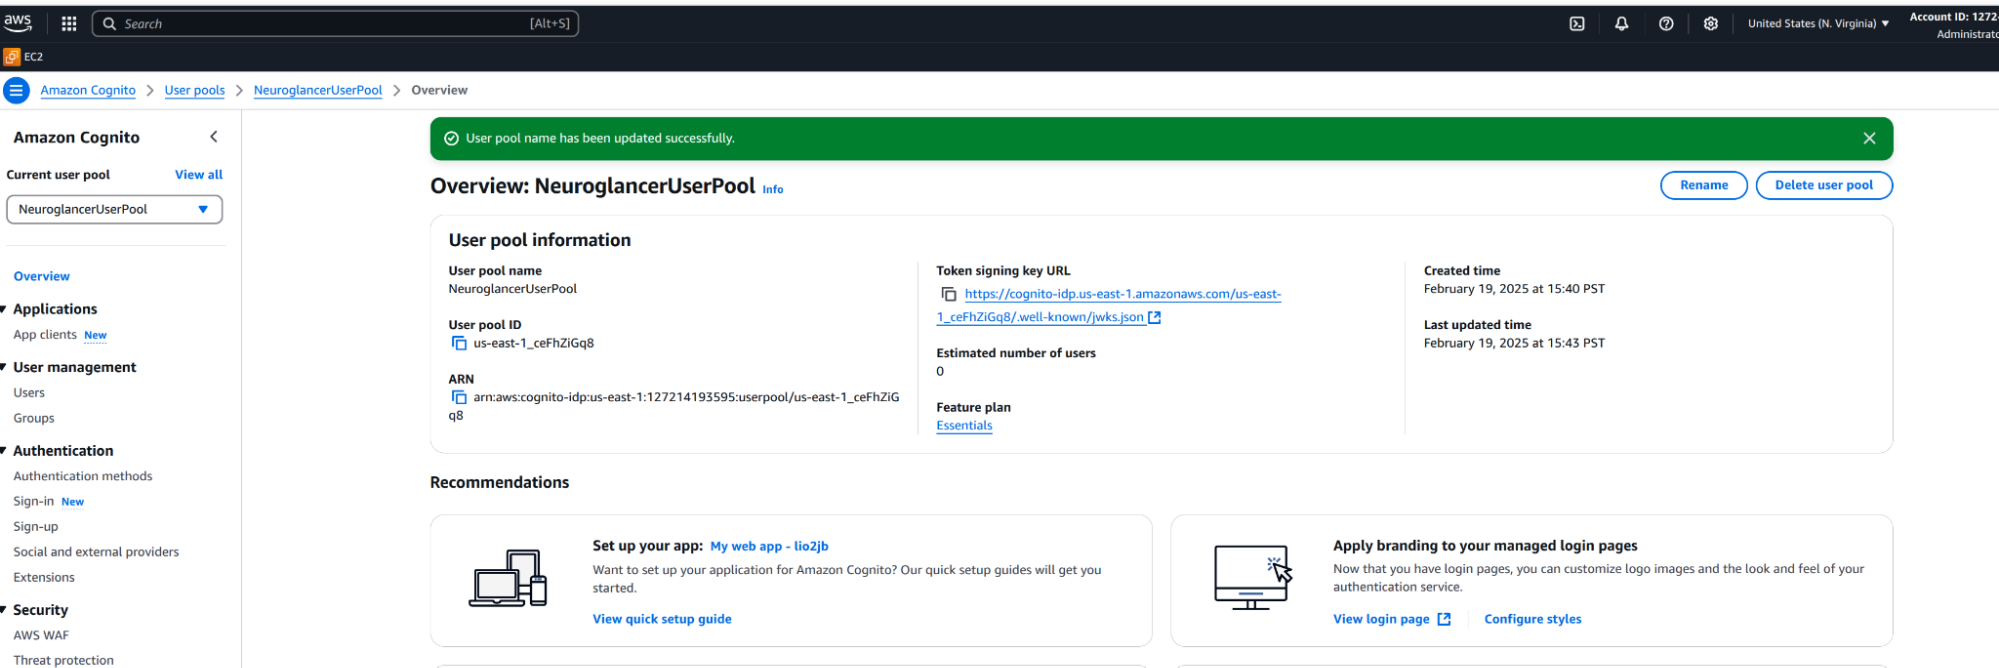 aws
Search
[Alt+S]
United States (N. Virginia)
Account ID: 1272
Administrato
EC2
Amazon Cognito
User pools
NeuroglancerUserPool
Overview
Amazon Cognito
Current user pool
View all
NeuroglancerUserPool
Overview
Applications
App clients New
User management
Users
Groups
Authentication
Authentication methods
Sign-in New
Sign-up
Social and external providers
Extensions
Security
AWS WAF
Threat protection
User pool name has been updated successfully.
Overview: NeuroglancerUserPool Info
Rename
Delete user pool
User pool information
User pool name
NeuroglancerUserPool
User pool ID
us-east-1_ceFhZiGq8
ARN
arn:aws:cognito-idp:us-east-1:127214193595:userpool/us-east-1_ceFhZiG
q8
Token signing key URL
https://cognito-idp.us-east-1.amazonaws.com/us-east-
1_ceFhZiGq8/.well-known/jwks.json
Estimated number of users
0
Feature plan
Essentials
Created time
February 19, 2025 at 15:40 PST
Last updated time
February 19, 2025 at 15:43 PST
Recommendations
Set up your app: My web app - lio2jb
Want to set up your application for Amazon Cognito? Our quick setup guides will get you
started.
View quick setup guide
Apply branding to your managed login pages
Now that you have login pages, you can customize logo images and the look and feel of your
authentication service.
View login page
Configure styles